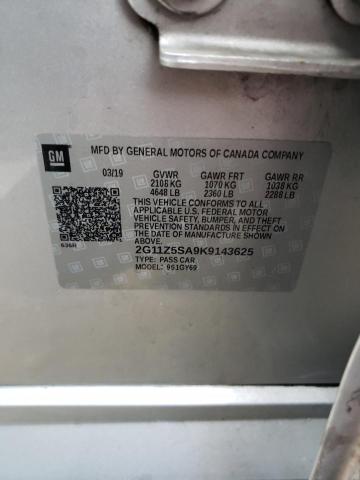 GM
MFD BY GENERAL MOTORS OF CANADA COMPANY
03/19 GVWR GAWR FRT GAWR RR
2108 KG 1070 KG 1038 KG
4648 LB 2360 LB 2288 LB
THIS VEHICLE CONFORMS TO ALL
APPLICABLE U.S. FEDERAL MOTOR
VEHICLE SAFETY, BUMPER, AND THEFT
PREVENTION STANDARDS IN EFFECT
ON THE DATE OF MANUFACTURE SHOWN
ABOVE.
2G11Z5SA9K9143625
TYPE: PASS CAR
MODEL: 9S1GY69